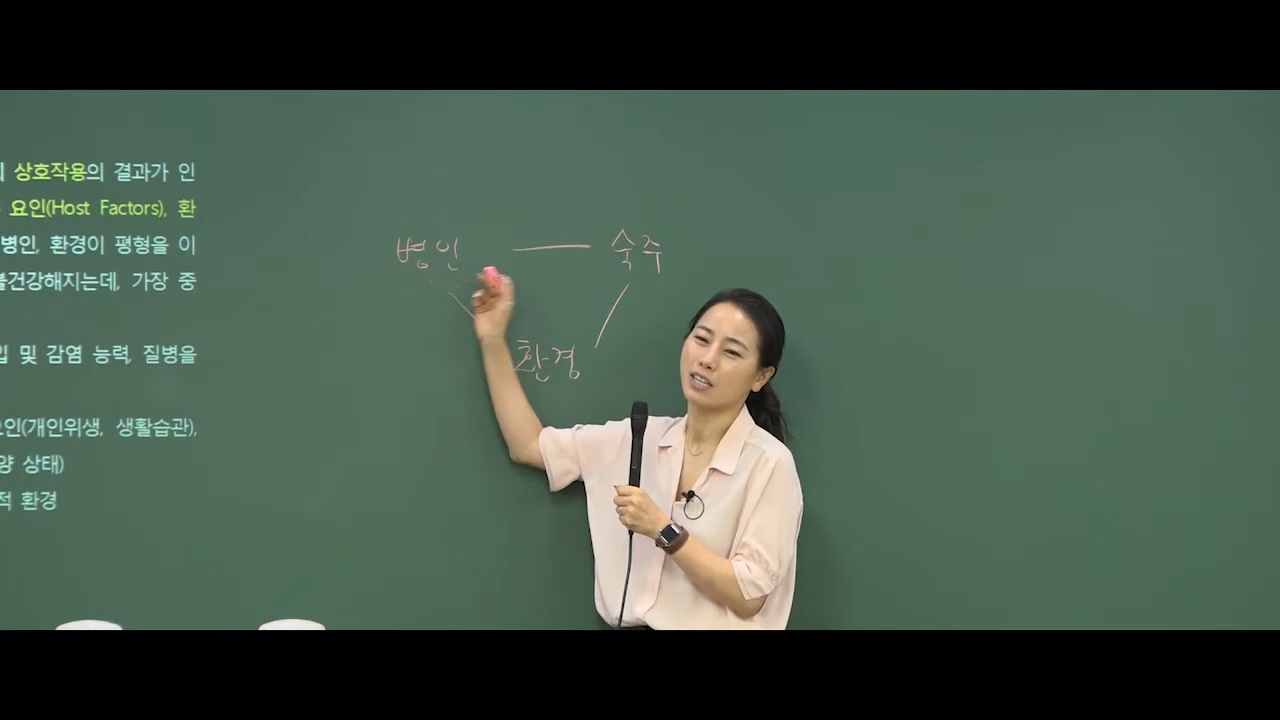 상호작용의 결과가 인
요인(Host Factors), 환
병인, 환경이 평형을 이
불건강해지는데, 가장 중
및 감염 능력, 질병을
요인(개인위생, 생활습관),
상태)
환경
병인 숙주
환경